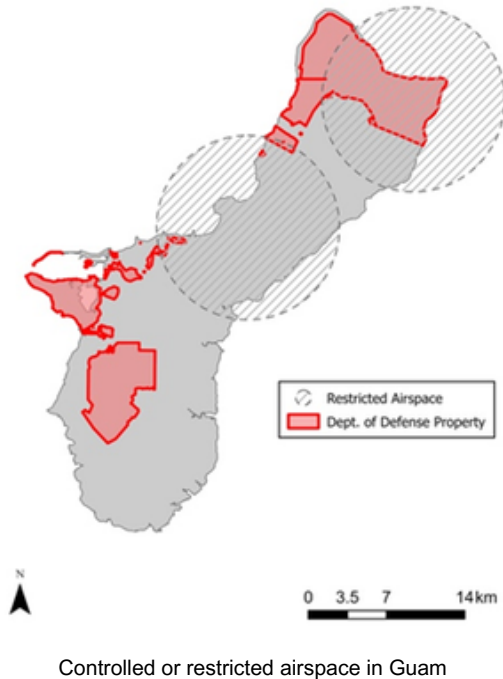 Restricted Airspace
Dept. of Defense Property
N
0 3.5 7 14km
Controlled or restricted airspace in Guam